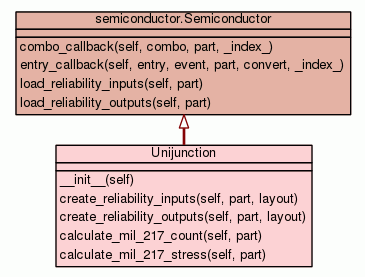 semiconductor.Semiconductor
combo_callback(self, combo, part, _index_)
entry_callback(self, entry, event, part, convert, _index_)
load_reliability_inputs(self, part)
load_reliability_outputs(self, part)
Unijunction
__init__(self)
create_reliability_inputs(self, part, layout)
create_reliability_outputs(self, part, layout)
calculate_mil_217_count(self, part)
calculate_mil_217_stress(self, part)